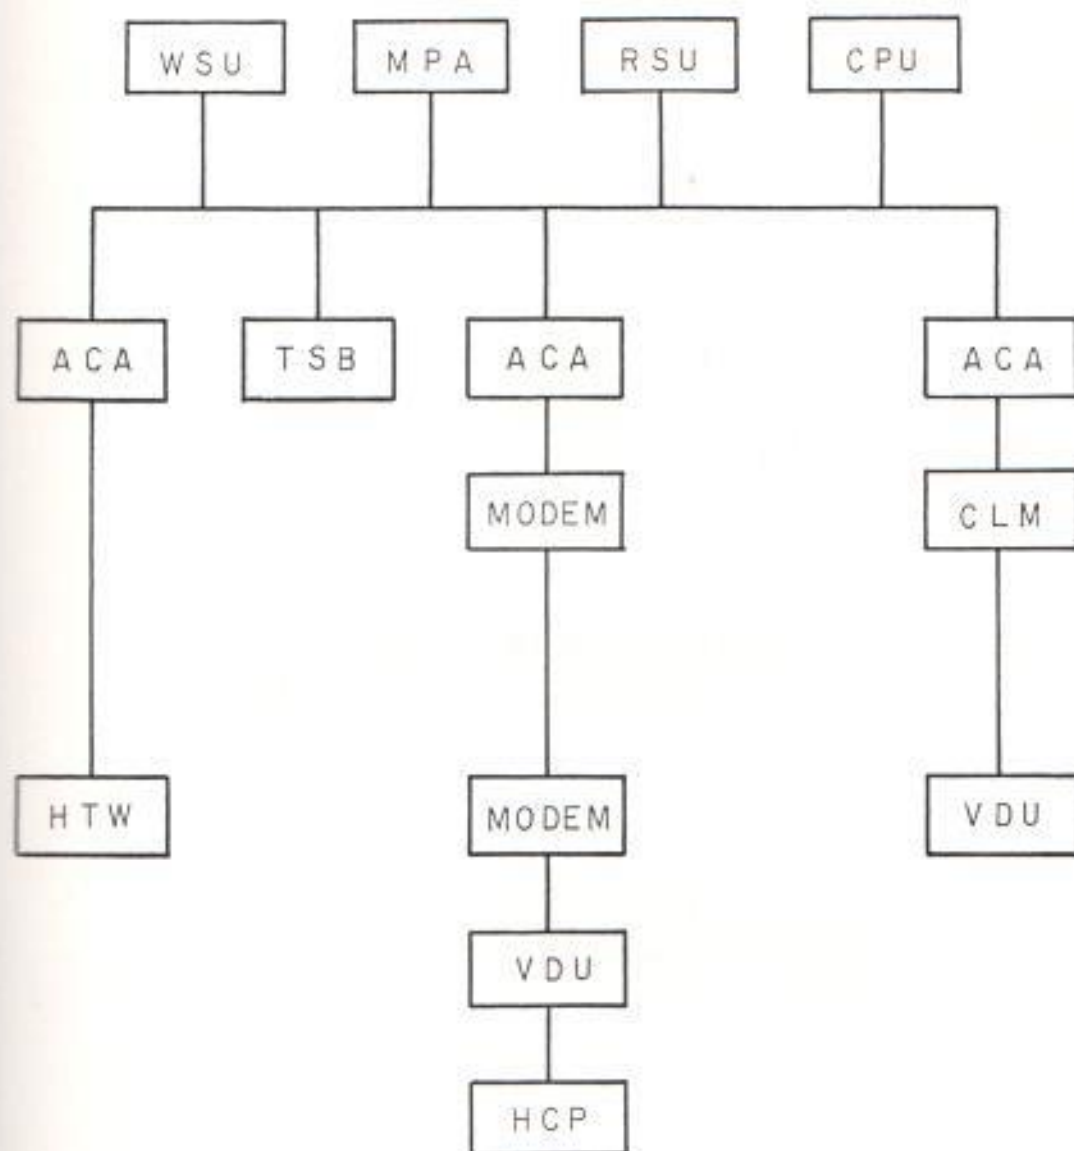 WSU
MPA
RSU
CPU
ACA
TSB
ACA
ACA
MODEM
CLM
HTW
MODEM
VDU
VDU
HCP